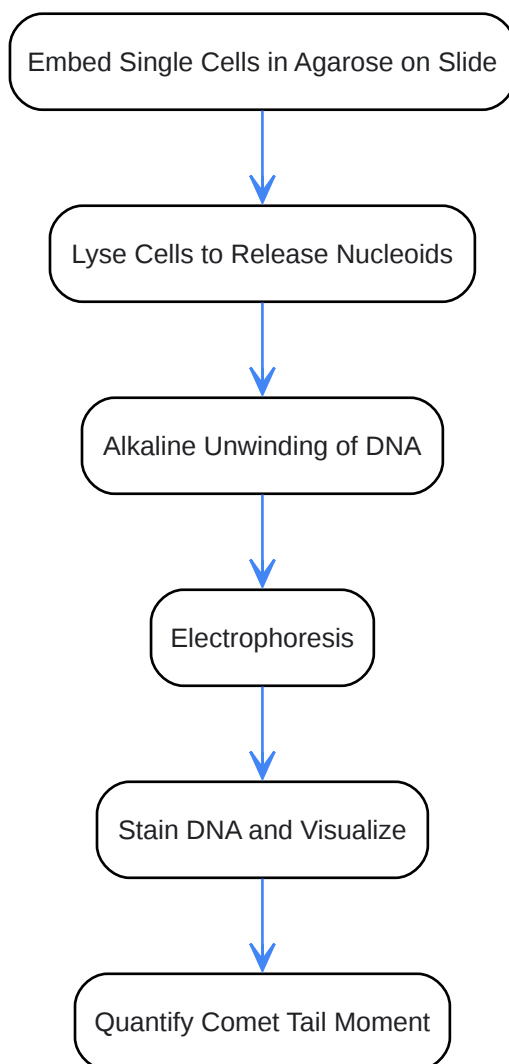 Embed Single Cells in Agarose on Slide
Lyse Cells to Release Nucleoids
Alkaline Unwinding of DNA
Electrophoresis
Stain DNA and Visualize
Quantify Comet Tail Moment